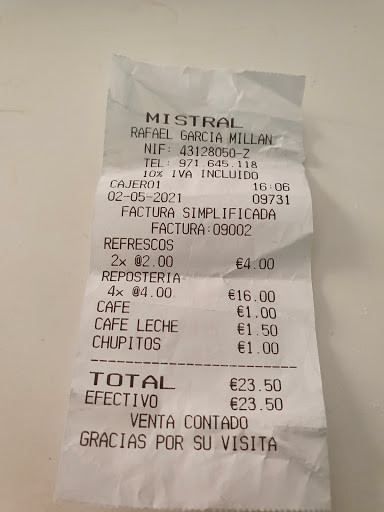 MISTRAL
RAFAEL GARCIA MILLAN
NIF: 43128050-Z
TEL: 971 645.118
10% IVA INCLUIDO
CAJERO1 16:06
02-05-2021 09731
FACTURA SIMPLIFICADA
FACTURA:09002
REFRESCOS
2x @2.00 €4.00
REPOSTERIA
4x @4.00 €16.00
CAFE €1.00
CAFE LECHE €1.50
CHUPITOS €1.00
TOTAL €23.50
EFECTIVO €23.50
VENTA CONTADO
GRACIAS POR SU VISITA